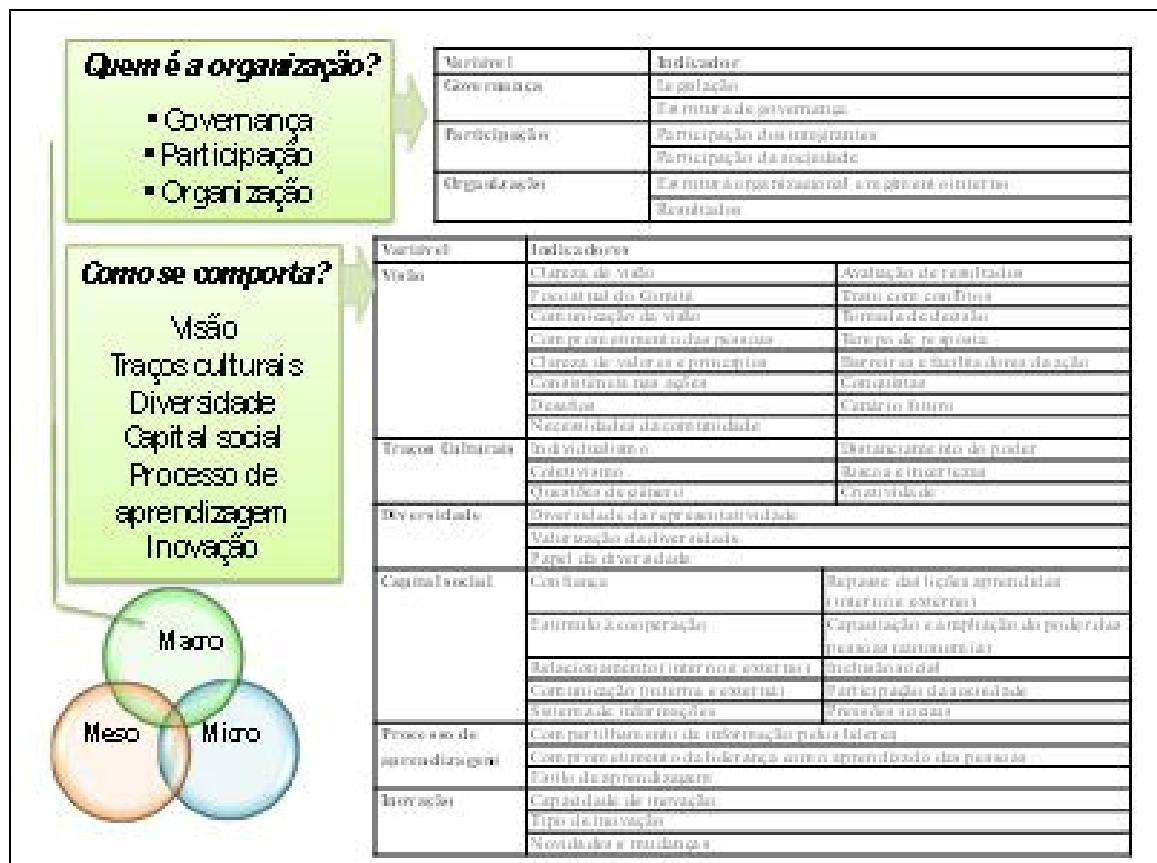 Quem é a organização?
▪ Governança
▪ Participação
▪ Organização
Variável Indicador
Governança Legislação
Estrutura de governança
Participação Participação dos integrantes
Participação da sociedade
Organização Estrutura organizacional e regimento interno
Resultados
Como se comporta?
Visão
Traços culturais
Diversidade
Capital social
Processo de
aprendizagem
Inovação
Variável Indicadores
Visão Clareza de visão Avaliação de resultados
Foco atual do Comitê Trato com conflitos
Comunicação da visão Tomada de decisão
Comprometimento das pessoas Tempo de resposta
Clareza de valores e princípios Barreiras e facilitadores da ação
Consistência nas ações Conquistas
Desafios Cenário futuro
Necessidades da comunidade
Traços Culturais Individualismo Distanciamento do poder
Coletivismo Riscos e incertezas
Questões de gênero Criatividade
Diversidade Diversidade da representatividade
Valorização da diversidade
Papel da diversidade
Capital social Confiança Repasse das lições aprendidas
(interno e externo)
Estímulo à cooperação Capacitação e ampliação do poder das
pessoas (autonomia)
Relacionamento (interno e externo) Inclusão social
Comunicação (interna e externa) Participação da sociedade
Sistema de informações Pressões sociais
Processo de Compartilhamento da informação pelos líderes
aprendizagem Comprometimento da liderança com o aprendizado das pessoas
Estilo de aprendizagem
Inovação Capacidade de inovação
Tipo de inovação
Novidades e mudanças
Macro
Meso Micro